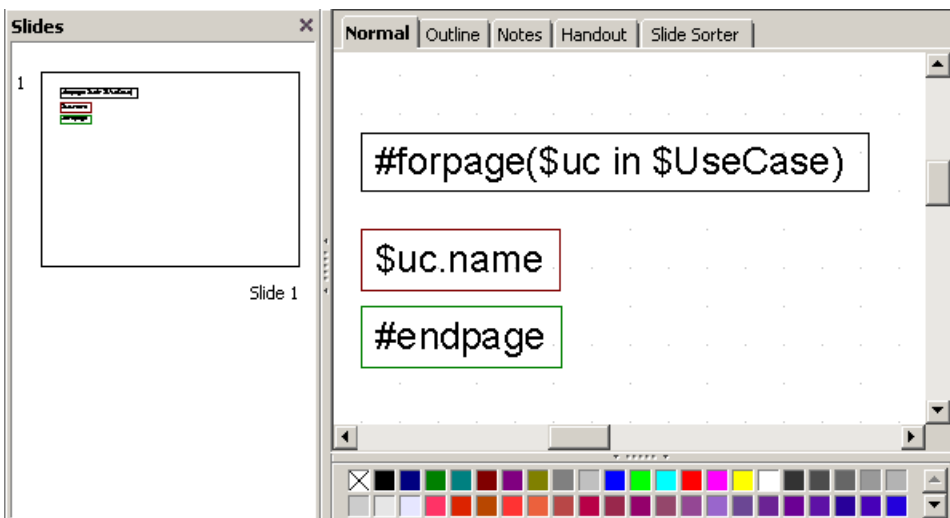 Slides
Normal Outline Notes Handout Slide Sorter
1
#forpage($uc in $UseCase)
$uc.name
#endpage
Slide 1